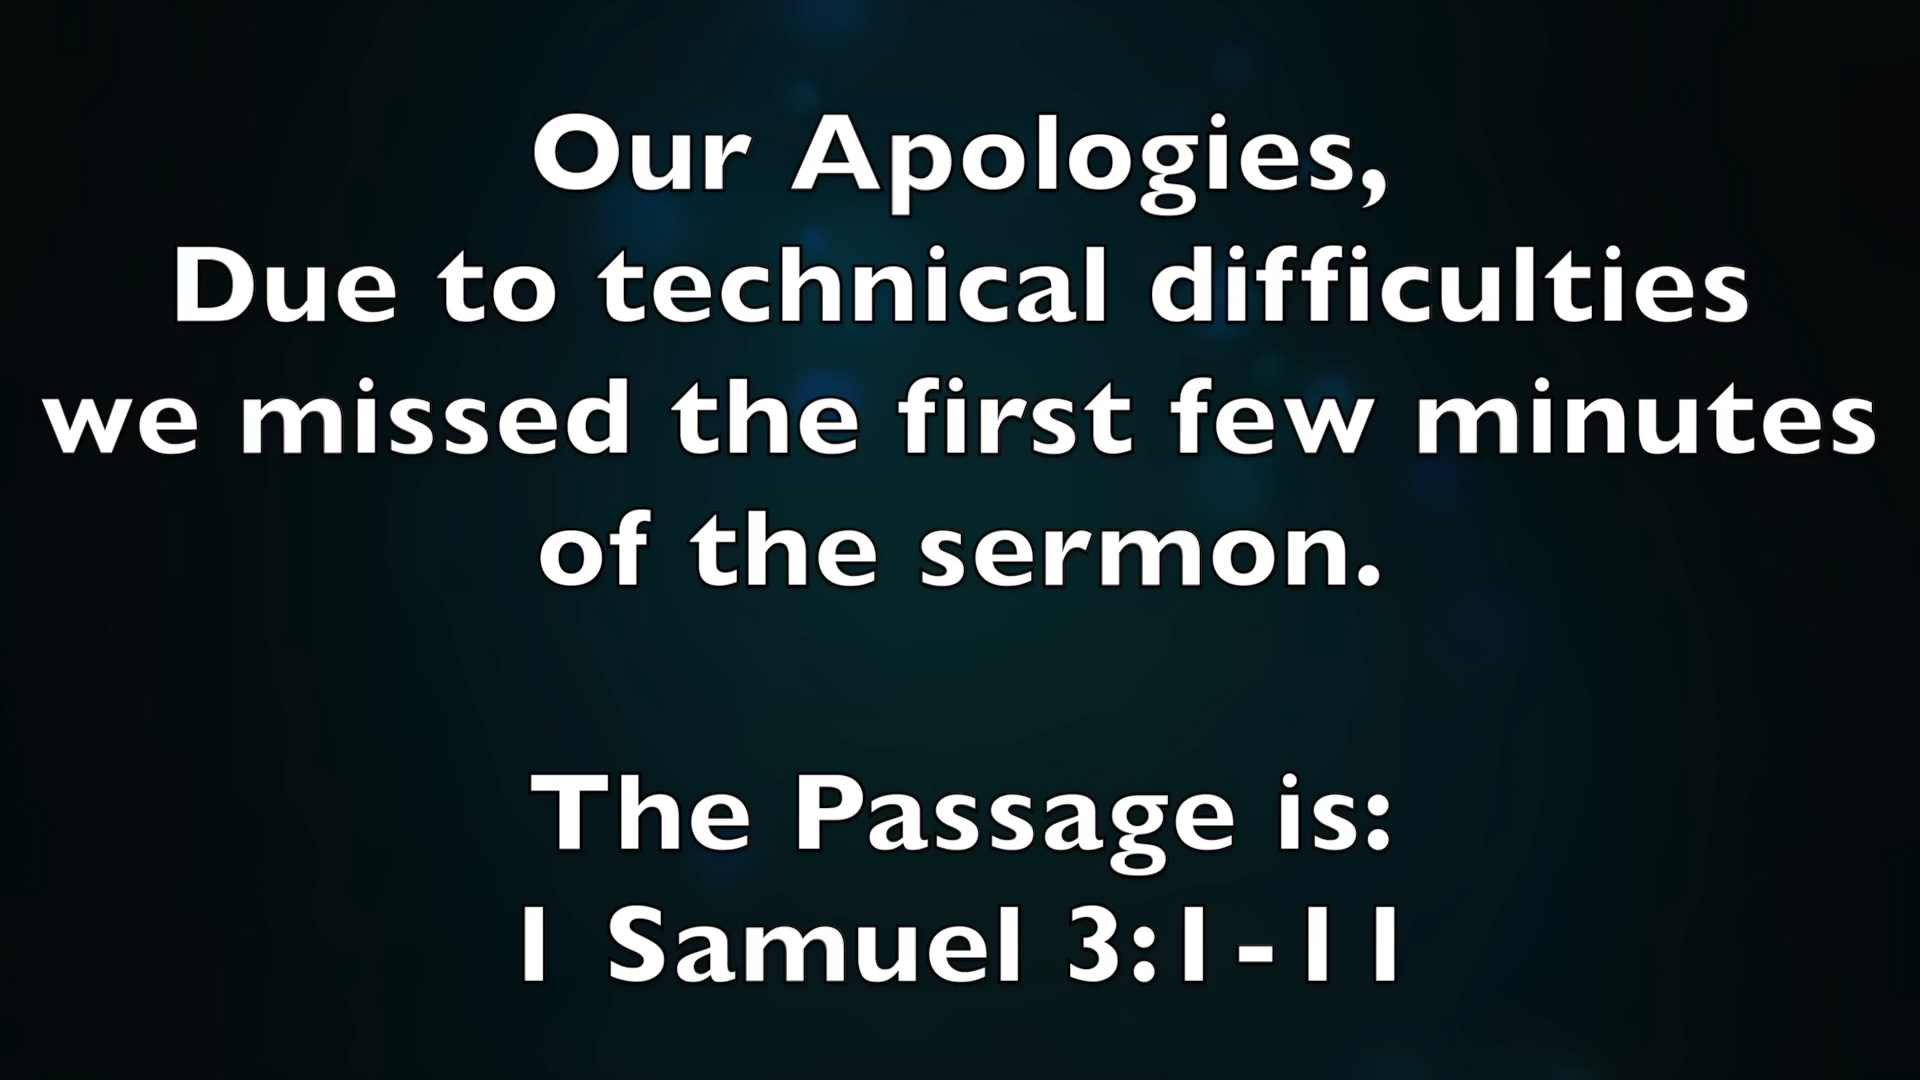 Our Apologies,
Due to technical difficulties
we missed the first few minutes
of the sermon.
The Passage is:
1 Samuel 3:1-11